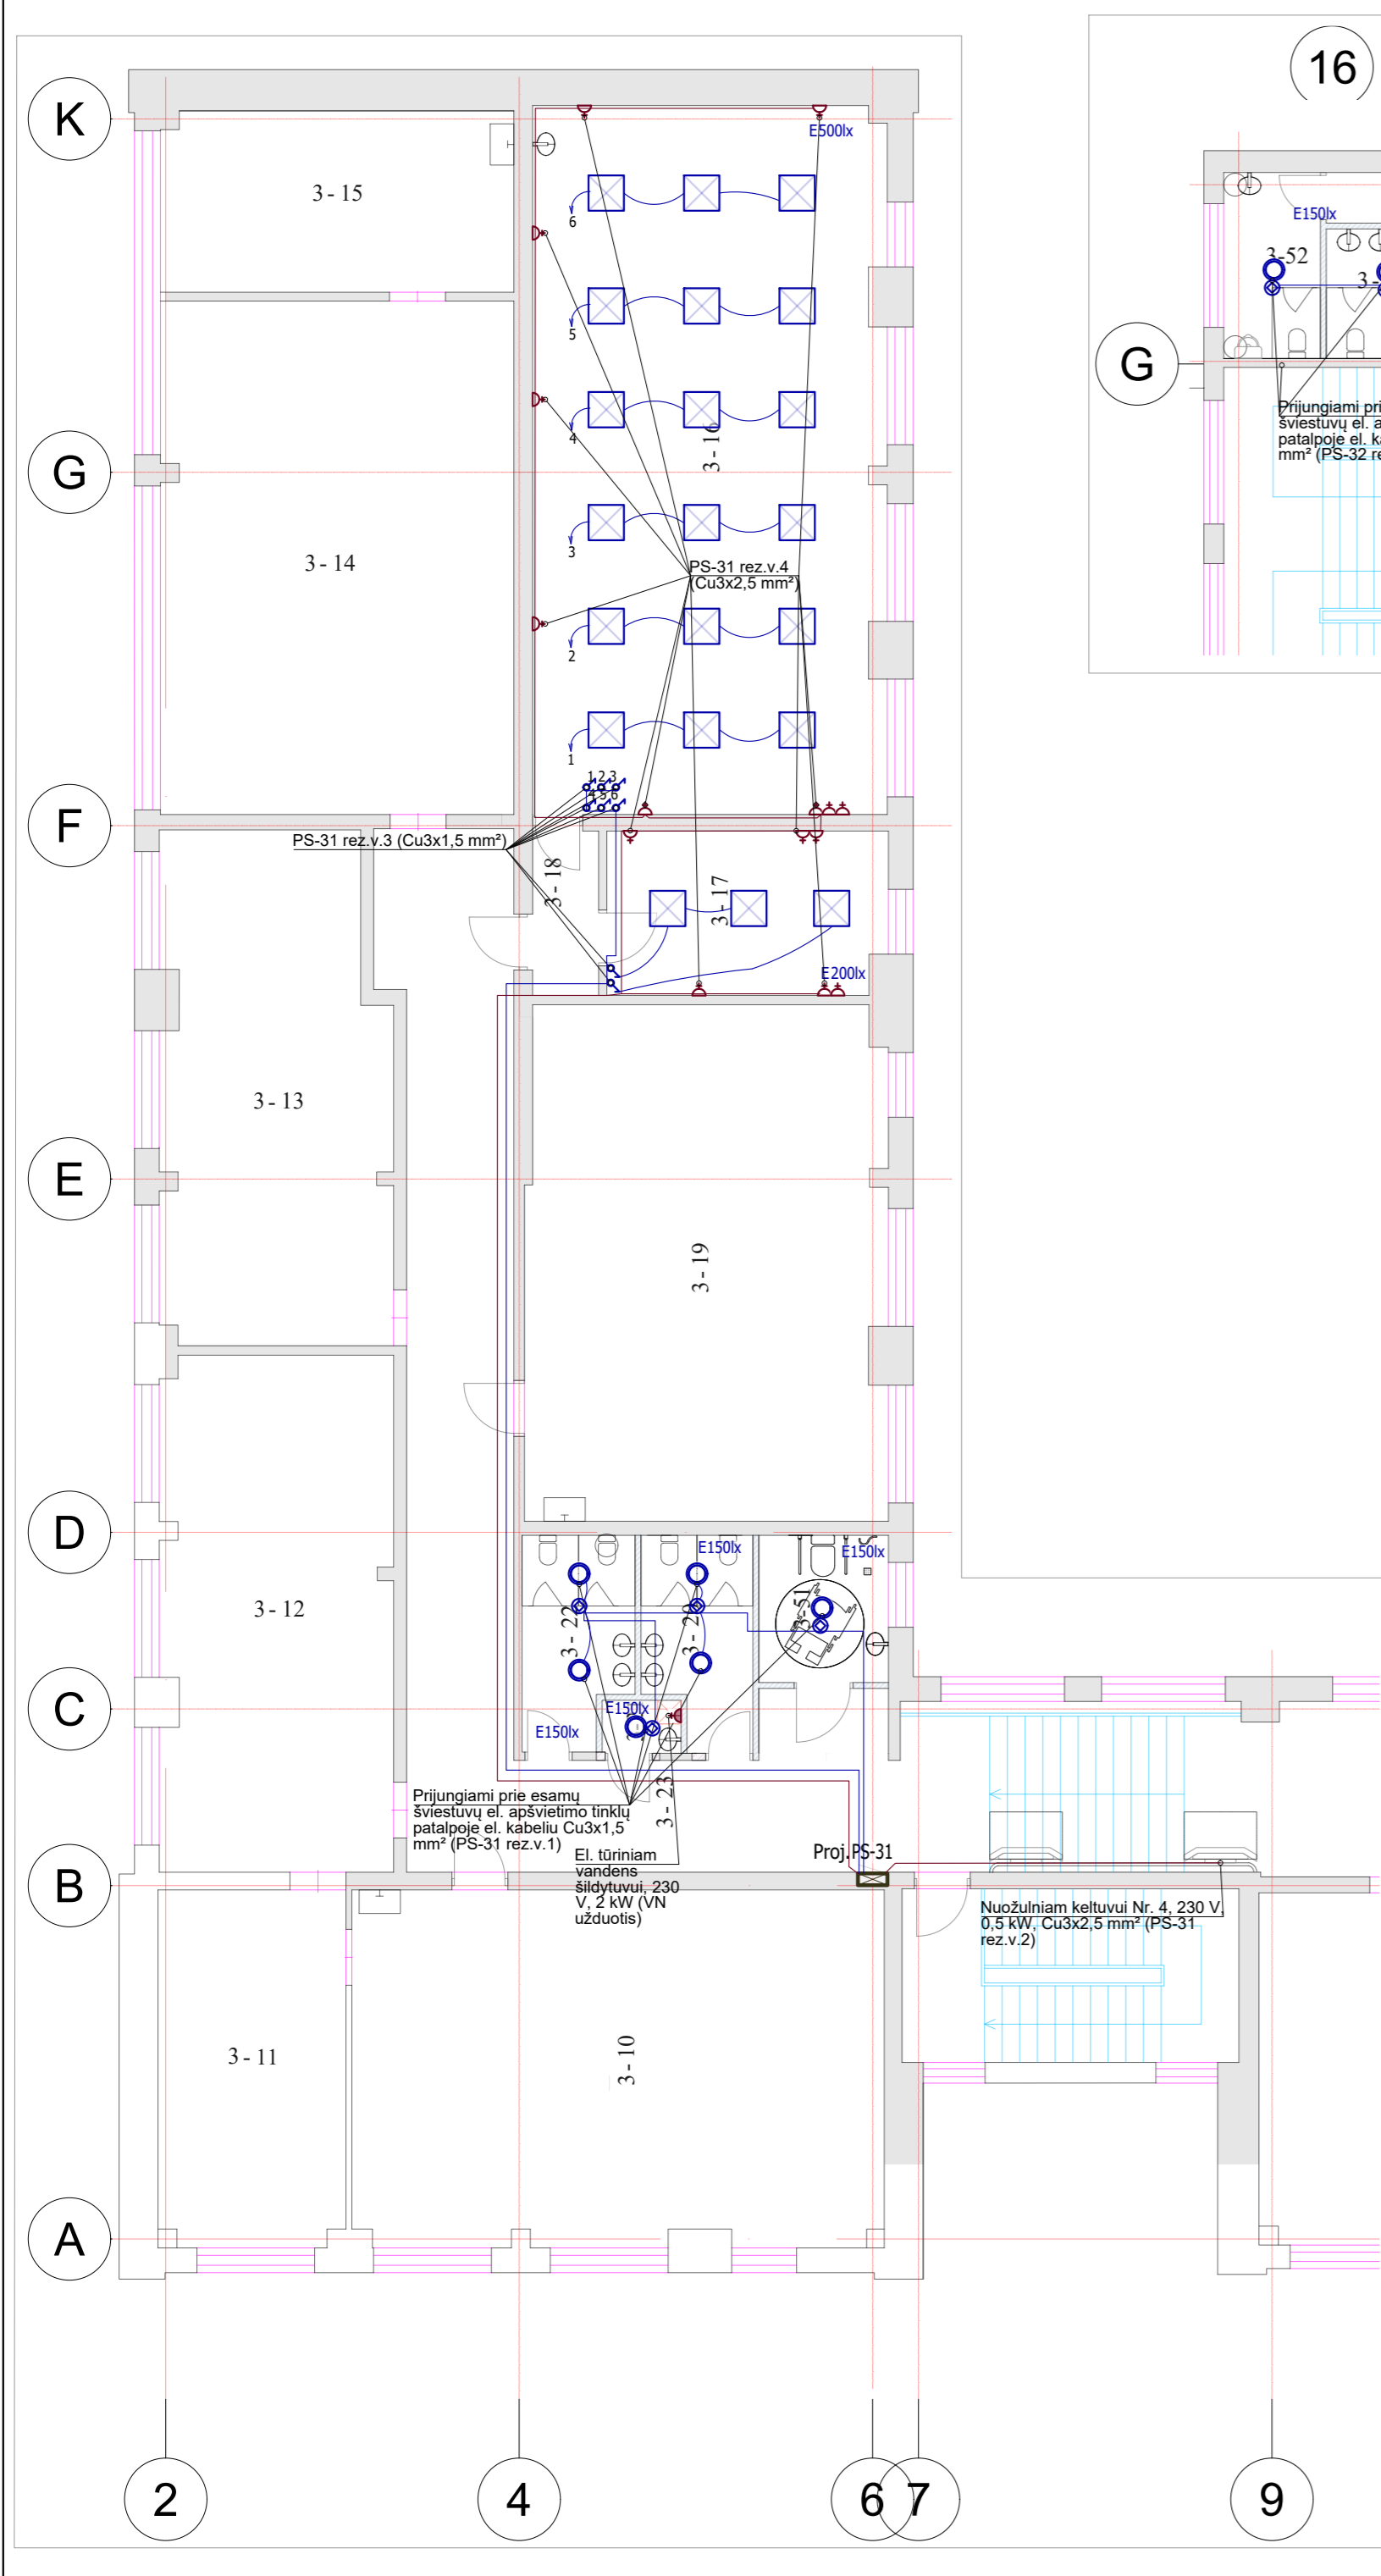 K
16
E500lx
3 - 15
6
E150lx
3-52
3-
5
4
3 - 16
G
G
Prijungiami pri
šviestuvų el. a
patalpoje el. ka
mm² (PS-32 re
3
3 - 14
PS-31 rez.v.4
(Cu3x2,5 mm²)
2
1
1 2 3
4 5 6
F
PS-31 rez.v.3 (Cu3x1,5 mm²)
3 - 18
3 - 17
E200lx
3 - 13
E
3 - 19
D
E150lx
E150lx
3 - 12
3 - 22
3-51
C
E150lx
E150lx
3 - 23
Prijungiami prie esamų
šviestuvų el. apšvietimo tinklų
patalpoje el. kabeliu Cu3x1,5
mm² (PS-31 rez.v.1)
El. tūriniam
vandens
šildytuvui, 230
V, 2 kW (VN
užduotis)
Proj.PS-31
B
Nuožulniam keltuvui Nr. 4, 230 V,
0,5 kW, Cu3x2,5 mm² (PS-31
rez.v.2)
3 - 11
3 - 10
A
2
4
6
7
9